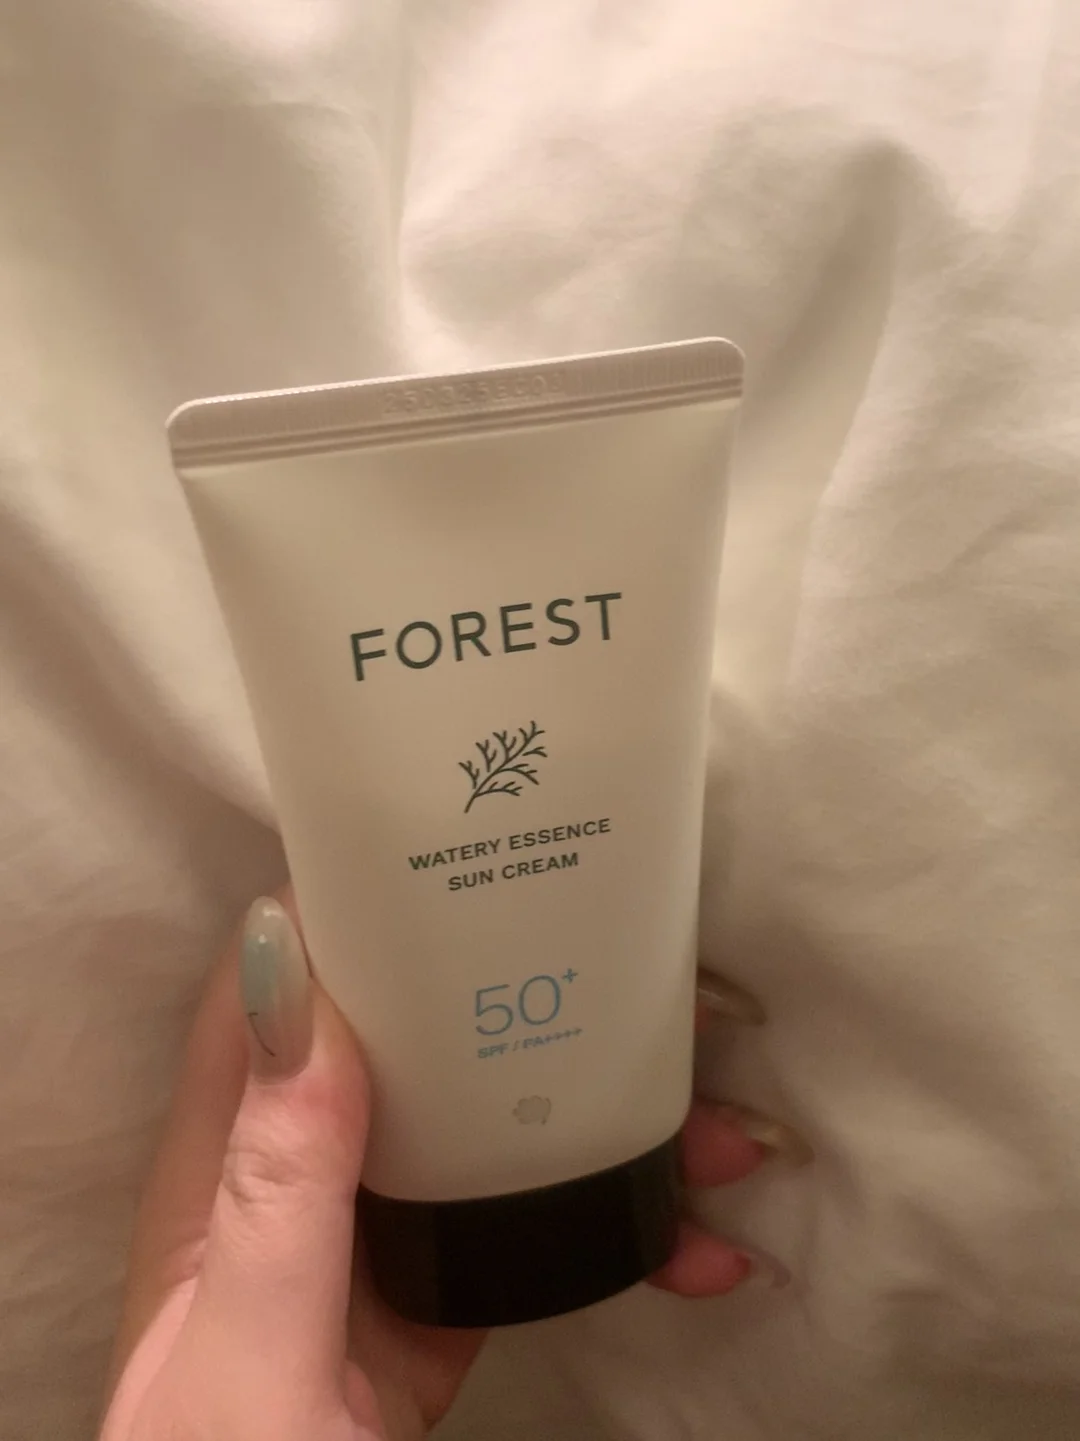 FOREST
WATERY ESSENCE
SUN CREAM
50+
SPF / PA++++